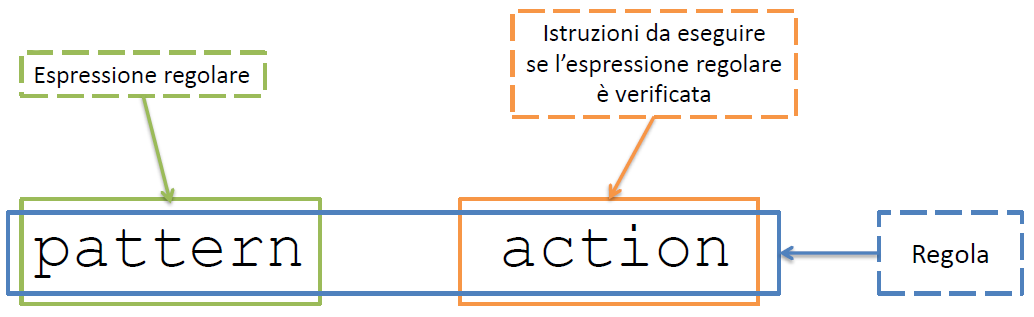 Espressione regolare
Istruzioni da eseguire
se l'espressione regolare
è verificata
pattern action
Regola